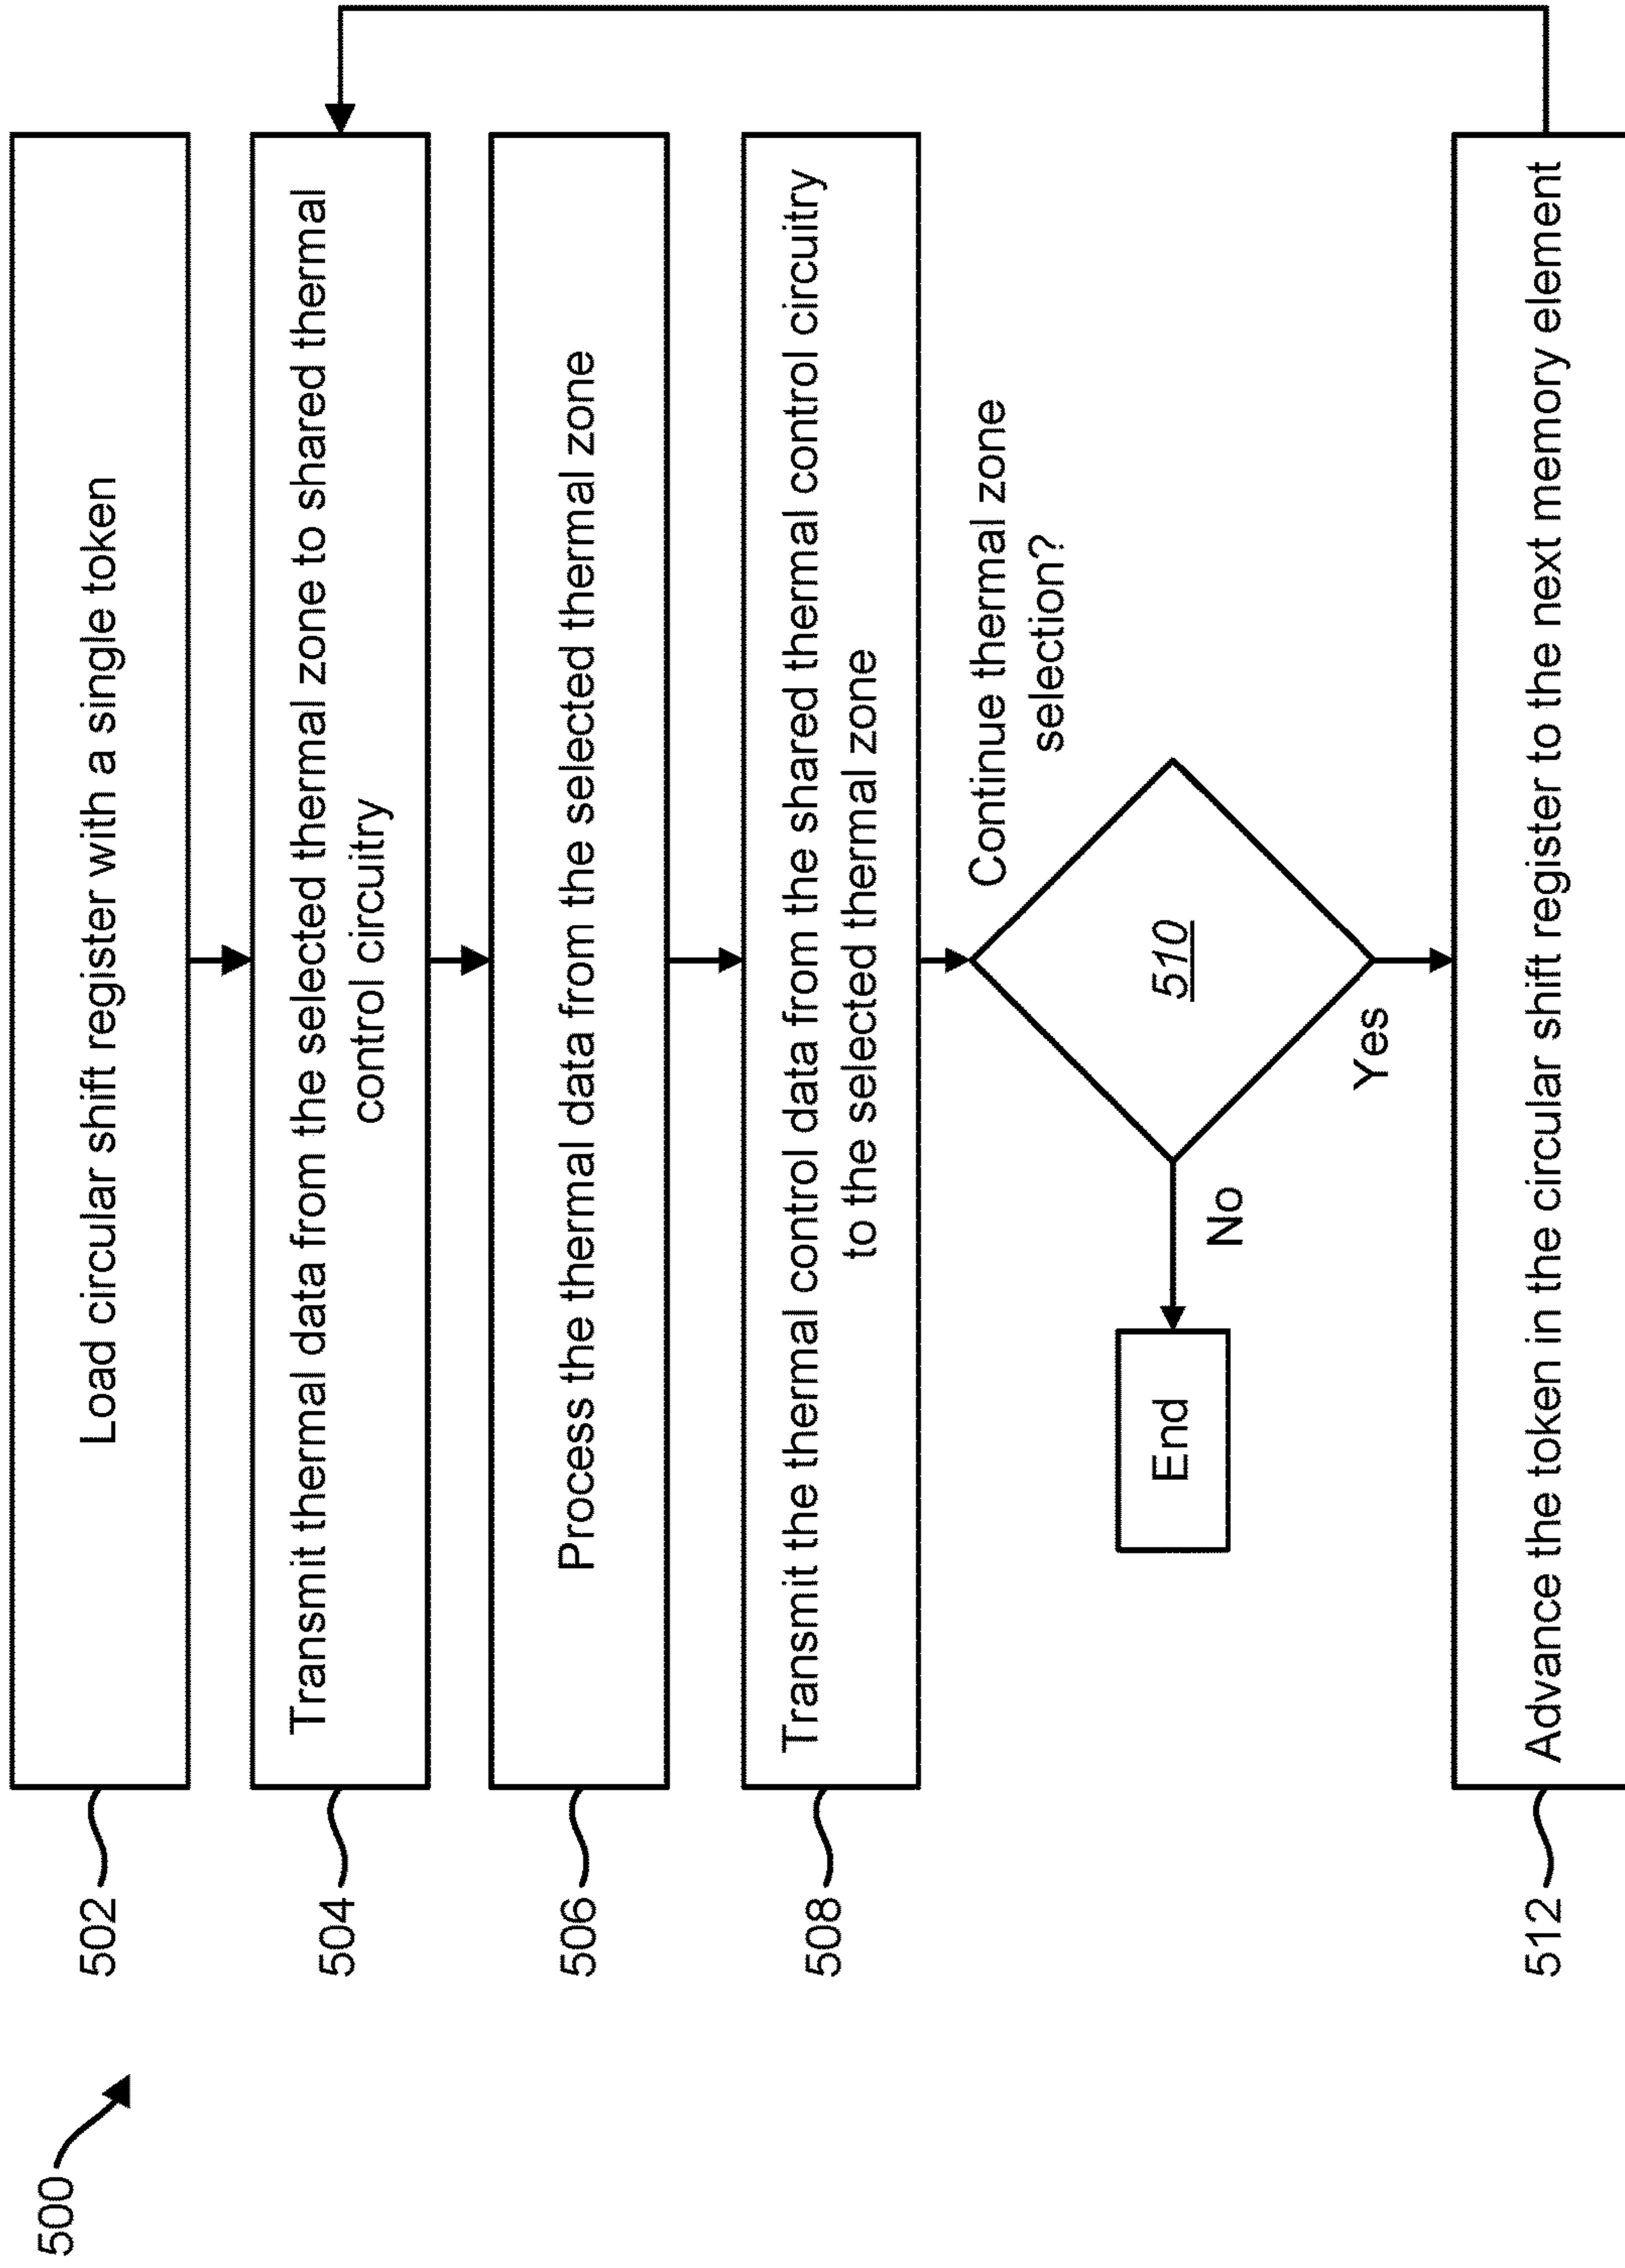 500
502
Load circular shift register with a single token
504
Transmit thermal data from the selected thermal zone to shared thermal
control circuitry
506
Process the thermal data from the selected thermal zone
508
Transmit the thermal control data from the shared thermal control circuitry
to the selected thermal zone
Continue thermal zone
selection?
510
No
End
Yes
512
Advance the token in the circular shift register to the next memory element